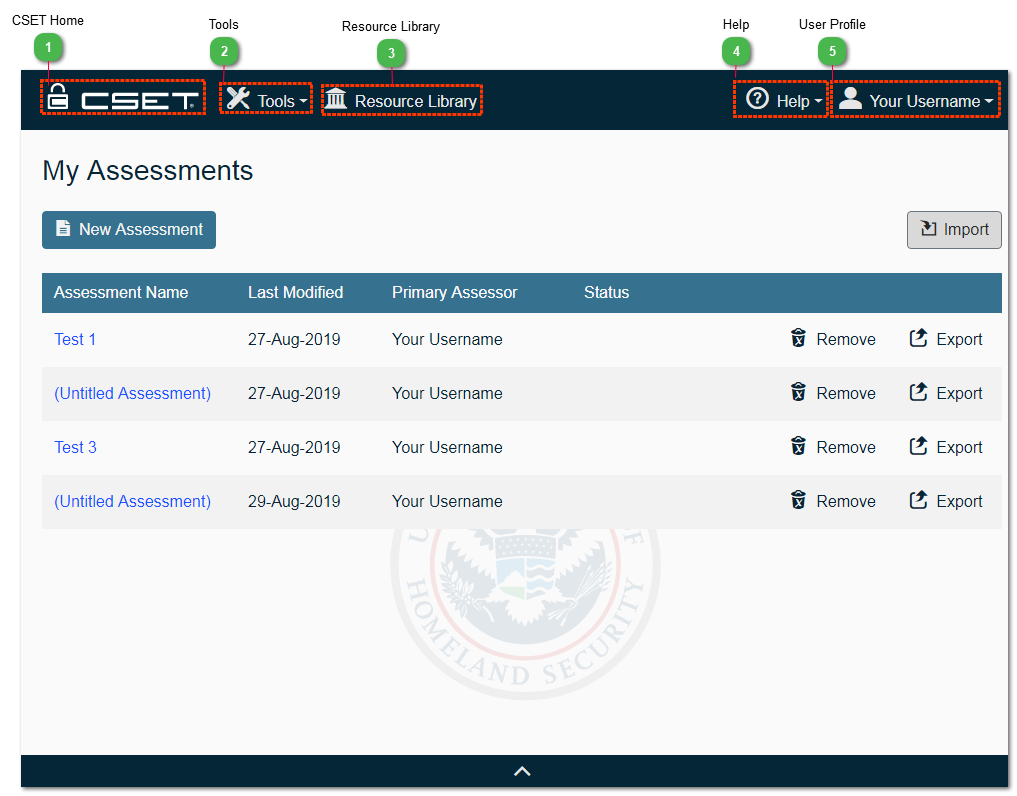 CSET Home
Tools
Resource Library
Help
User Profile
1
2
3
4
5
CSET
Tools
Resource Library
Help
Your Username
My Assessments
New Assessment
Import
Assessment Name Last Modified Primary Assessor Status
Test 1 27-Aug-2019 Your Username Remove Export
(Untitled Assessment) 27-Aug-2019 Your Username Remove Export
Test 3 27-Aug-2019 Your Username Remove Export
(Untitled Assessment) 29-Aug-2019 Your Username Remove Export
HOMELAND SECURITY